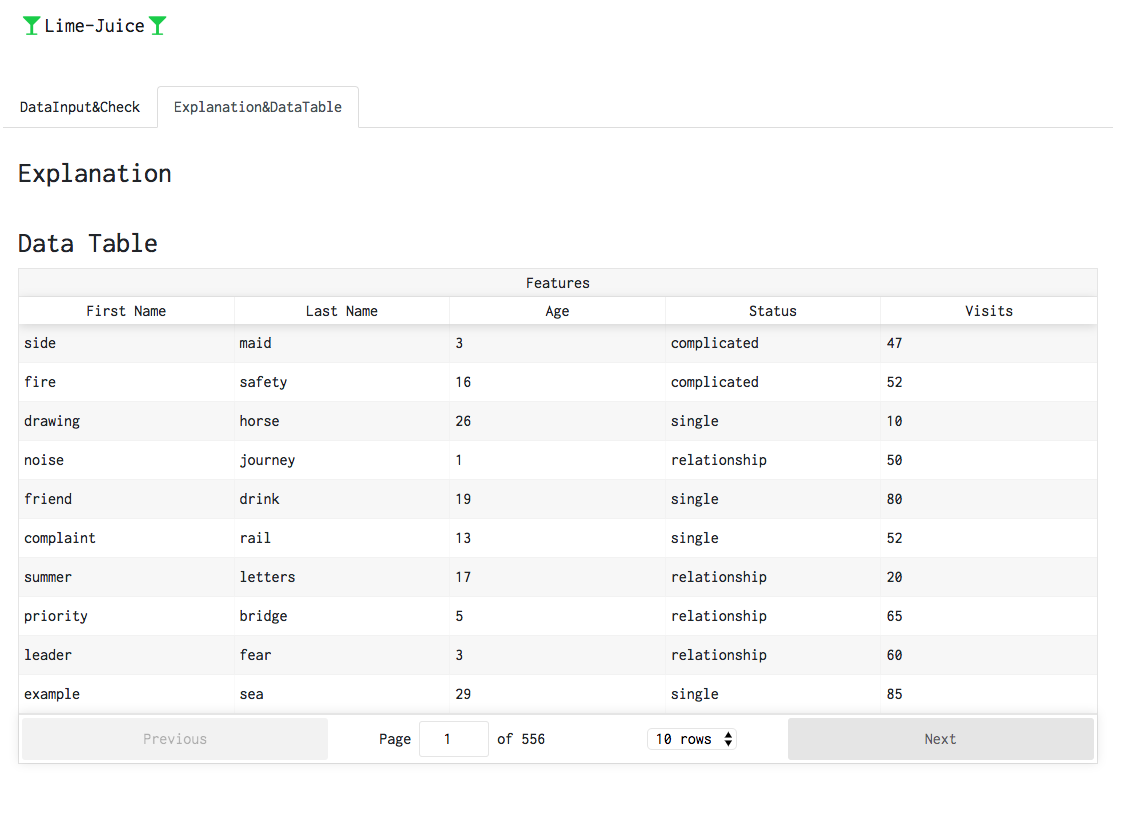 Lime-Juice
DataInput&Check Explanation&DataTable
Explanation
Data Table
Features
First Name Last Name Age Status Visits
side maid 3 complicated 47
fire safety 16 complicated 52
drawing horse 26 single 10
noise journey 1 relationship 50
friend drink 19 single 80
complaint rail 13 single 52
summer letters 17 relationship 20
priority bridge 5 relationship 65
leader fear 3 relationship 60
example sea 29 single 85
Previous Page 1 of 556 10 rows Next